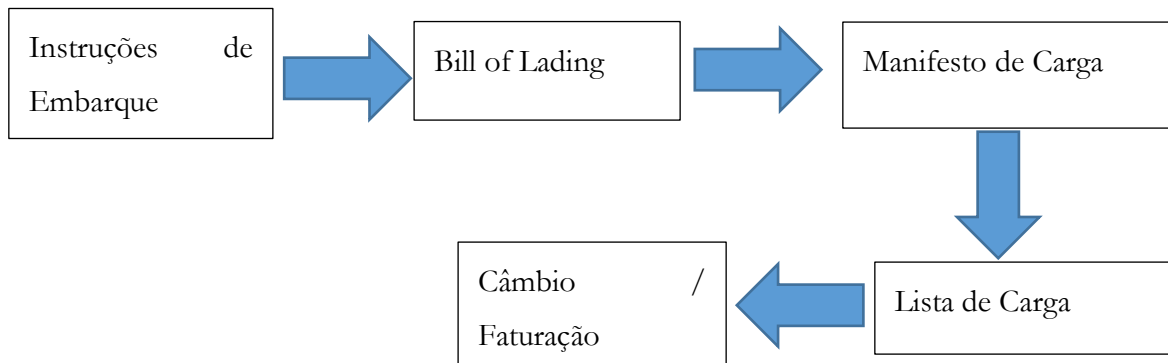 Instruções de
Embarque
Bill of Lading
Manifesto de Carga
Lista de Carga
Câmbio /
Faturação